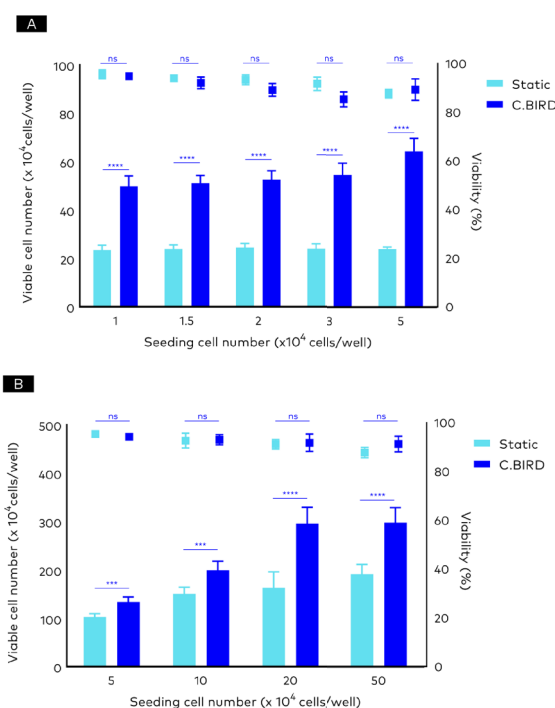 A
ns ns ns ns ns
100 100
Static
C.BIRD
80 80
60 60
40 40
20 20
0 0
**** **** **** **** ****
Viable cell number (x 10⁴cells/well)
Viability (%)
1 1.5 2 3 5
Seeding cell number (x10⁴ cells/well)
B
ns ns ns ns
500 100
Static
C.BIRD
400 80
300 60
200 40
100 20
0 0
*** *** **** ****
Viable cell number (x 10⁴cells/well)
Viability (%)
5 10 20 50
Seeding cell number (x 10⁴ cells/well)